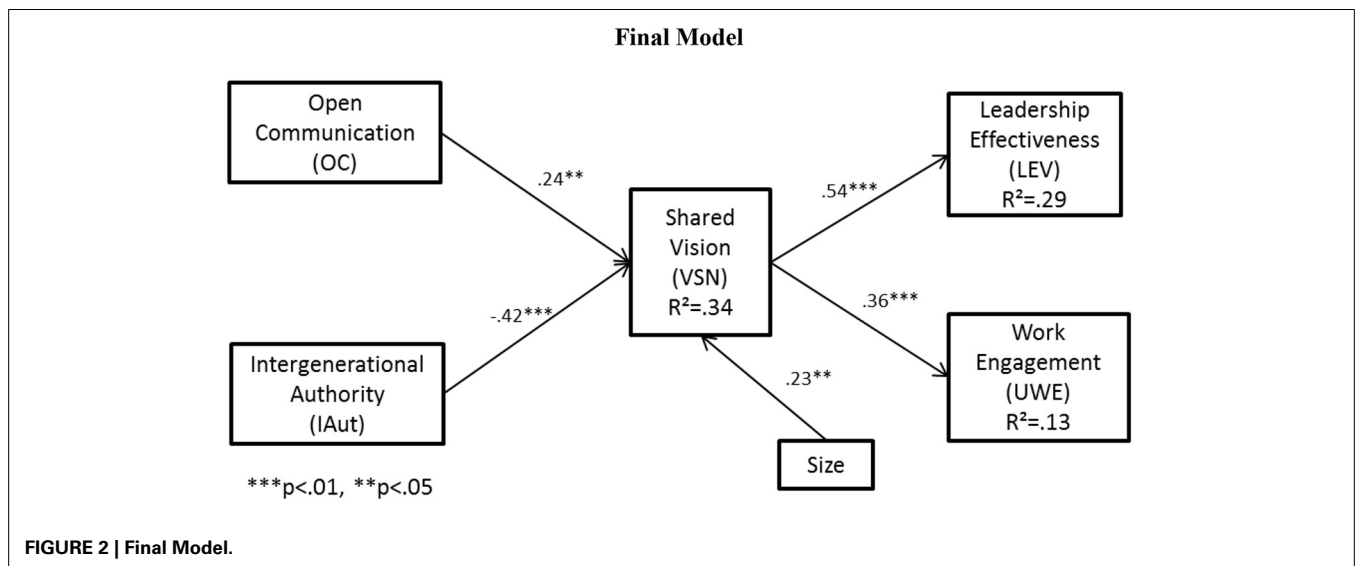 Final Model
Open
Communication
(OC)
.24**
Intergenerational
Authority
(IAut)
-.42***
***p<.01, **p<.05
Shared
Vision
(VSN)
R²=.34
.23**
Size
.54***
Leadership
Effectiveness
(LEV)
R²=.29
.36***
Work
Engagement
(UWE)
R²=.13
FIGURE 2 | Final Model.